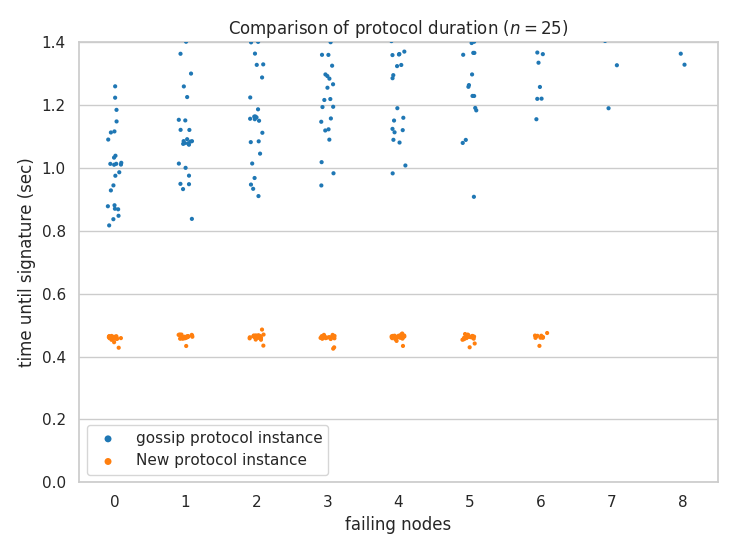 Comparison of protocol duration (n = 25)
1.4
1.2
1.0
0.8
0.6
0.4
0.2
0.0
time until signature (sec)
gossip protocol instance
New protocol instance
0 1 2 3 4 5 6 7 8
failing nodes